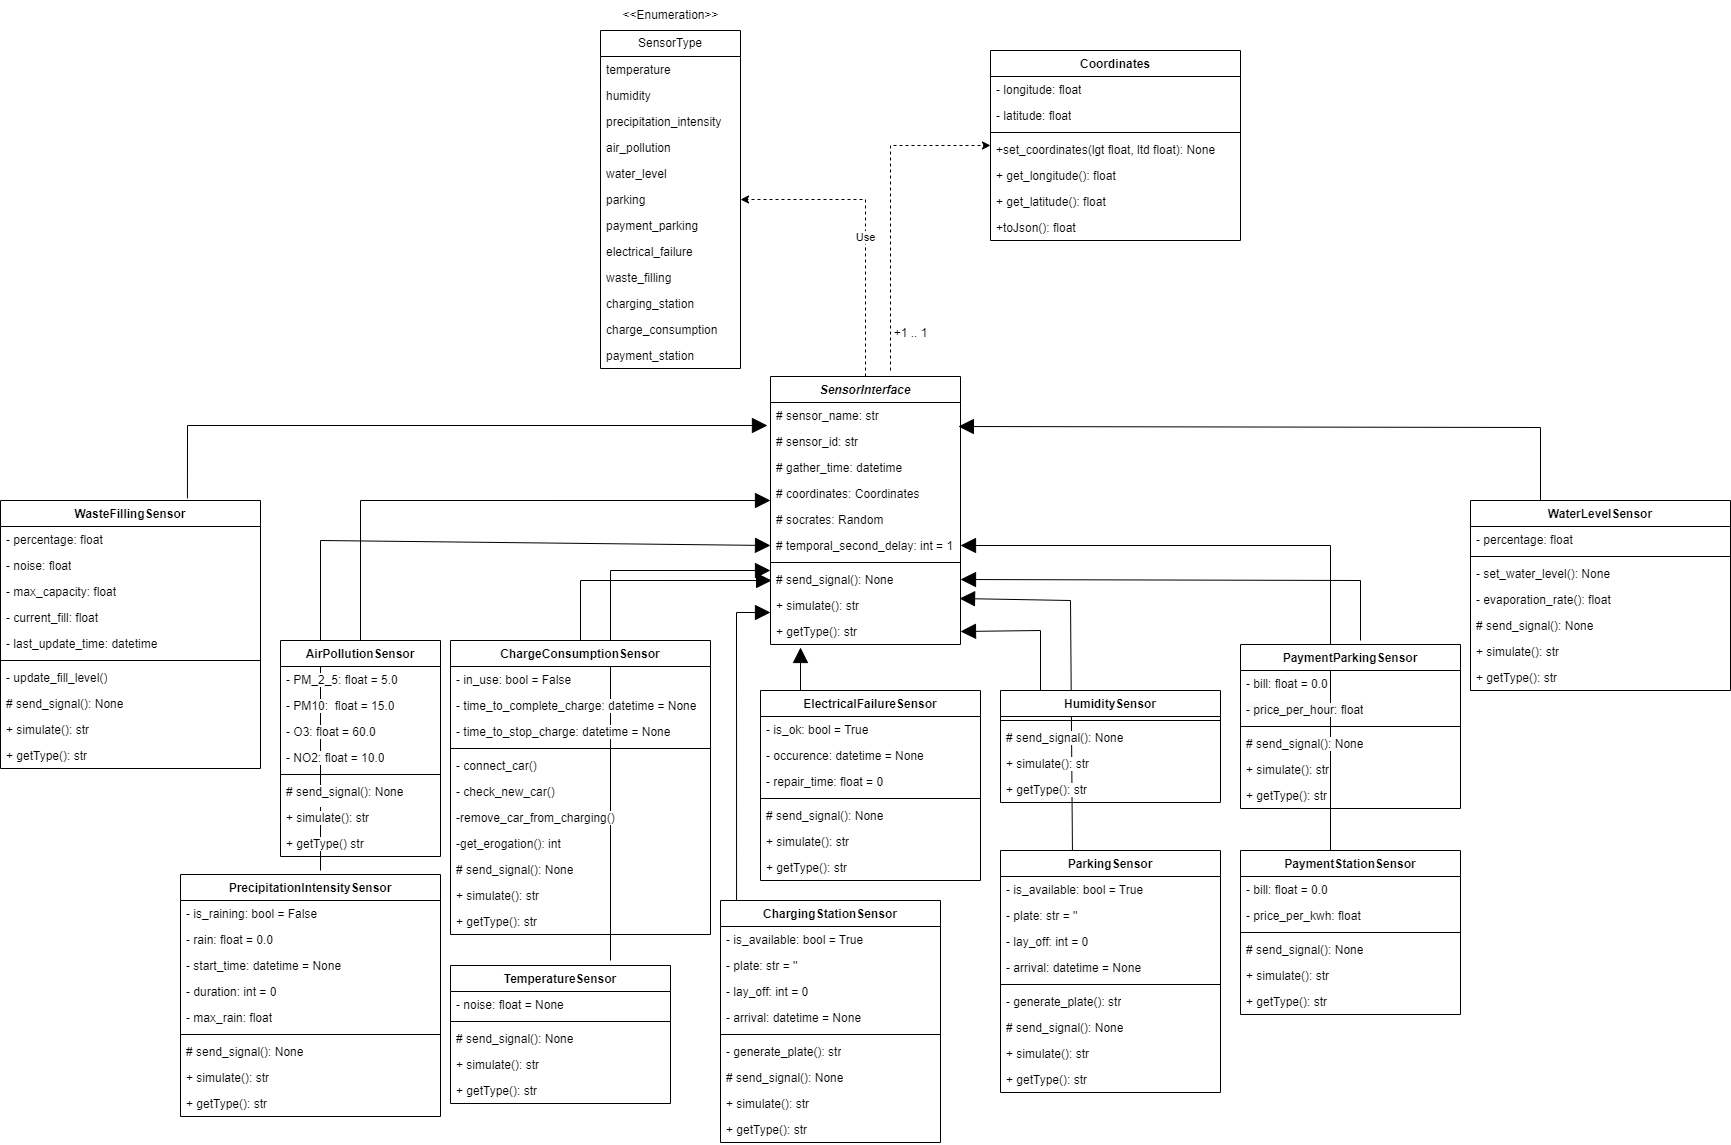 <<Enumeration>>
SensorType
temperature
humidity
precipitation_intensity
air_pollution
water_level
parking
payment_parking
electrical_failure
waste_filling
charging_station
charge_consumption
payment_station
Coordinates
- longitude: float
- latitude: float
+set_coordinates(lgt float, ltd float): None
+ get_longitude(): float
+ get_latitude(): float
+toJson(): float
Use
+1 .. 1
SensorInterface
# sensor_name: str
# sensor_id: str
# gather_time: datetime
# coordinates: Coordinates
# socrates: Random
# temporal_second_delay: int = 1
# send_signal(): None
+ simulate(): str
+ getType(): str
WasteFillingSensor
- percentage: float
- noise: float
- max_capacity: float
- current_fill: float
- last_update_time: datetime
- update_fill_level()
# send_signal(): None
+ simulate(): str
+ getType(): str
AirPollutionSensor
- PM_2_5: float = 5.0
- PM10:  float = 15.0
- O3: float = 60.0
- NO2: float = 10.0
# send_signal(): None
+ simulate(): str
+ getType() str
ChargeConsumptionSensor
- in_use: bool = False
- time_to_complete_charge: datetime = None
- time_to_stop_charge: datetime = None
- connect_car()
- check_new_car()
-remove_car_from_charging()
-get_erogation(): int
# send_signal(): None
+ simulate(): str
+ getType(): str
ElectricalFailureSensor
- is_ok: bool = True
- occurence: datetime = None
- repair_time: float = 0
# send_signal(): None
+ simulate(): str
+ getType(): str
HumiditySensor
# send_signal(): None
+ simulate(): str
+ getType(): str
PaymentParkingSensor
- bill: float = 0.0
- price_per_hour: float
# send_signal(): None
+ simulate(): str
+ getType(): str
WaterLevelSensor
- percentage: float
- set_water_level(): None
- evaporation_rate(): float
# send_signal(): None
+ simulate(): str
+ getType(): str
PrecipitationIntensitySensor
- is_raining: bool = False
- rain: float = 0.0
- start_time: datetime = None
- duration: int = 0
- max_rain: float
# send_signal(): None
+ simulate(): str
+ getType(): str
TemperatureSensor
- noise: float = None
# send_signal(): None
+ simulate(): str
+ getType(): str
ChargingStationSensor
- is_available: bool = True
- plate: str = ''
- lay_off: int = 0
- arrival: datetime = None
- generate_plate(): str
# send_signal(): None
+ simulate(): str
+ getType(): str
ParkingSensor
- is_available: bool = True
- plate: str = ''
- lay_off: int = 0
- arrival: datetime = None
- generate_plate(): str
# send_signal(): None
+ simulate(): str
+ getType(): str
PaymentStationSensor
- bill: float = 0.0
- price_per_kwh: float
# send_signal(): None
+ simulate(): str
+ getType(): str